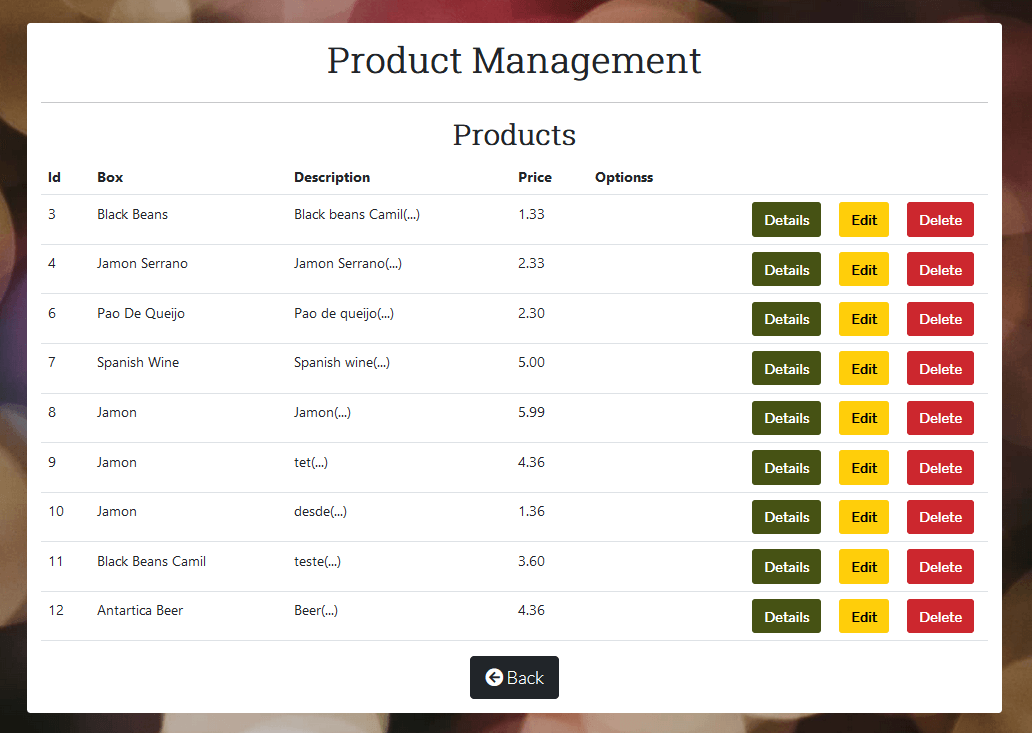 Product Management
Products
Id Box Description Price Optionss
3 Black Beans Black beans Camil(...) 1.33 Details Edit Delete
4 Jamon Serrano Jamon Serrano(...) 2.33 Details Edit Delete
6 Pao De Queijo Pao de queijo(...) 2.30 Details Edit Delete
7 Spanish Wine Spanish wine(...) 5.00 Details Edit Delete
8 Jamon Jamon(...) 5.99 Details Edit Delete
9 Jamon tet(...) 4.36 Details Edit Delete
10 Jamon desde(...) 1.36 Details Edit Delete
11 Black Beans Camil teste(...) 3.60 Details Edit Delete
12 Antartica Beer Beer(...) 4.36 Details Edit Delete
Back